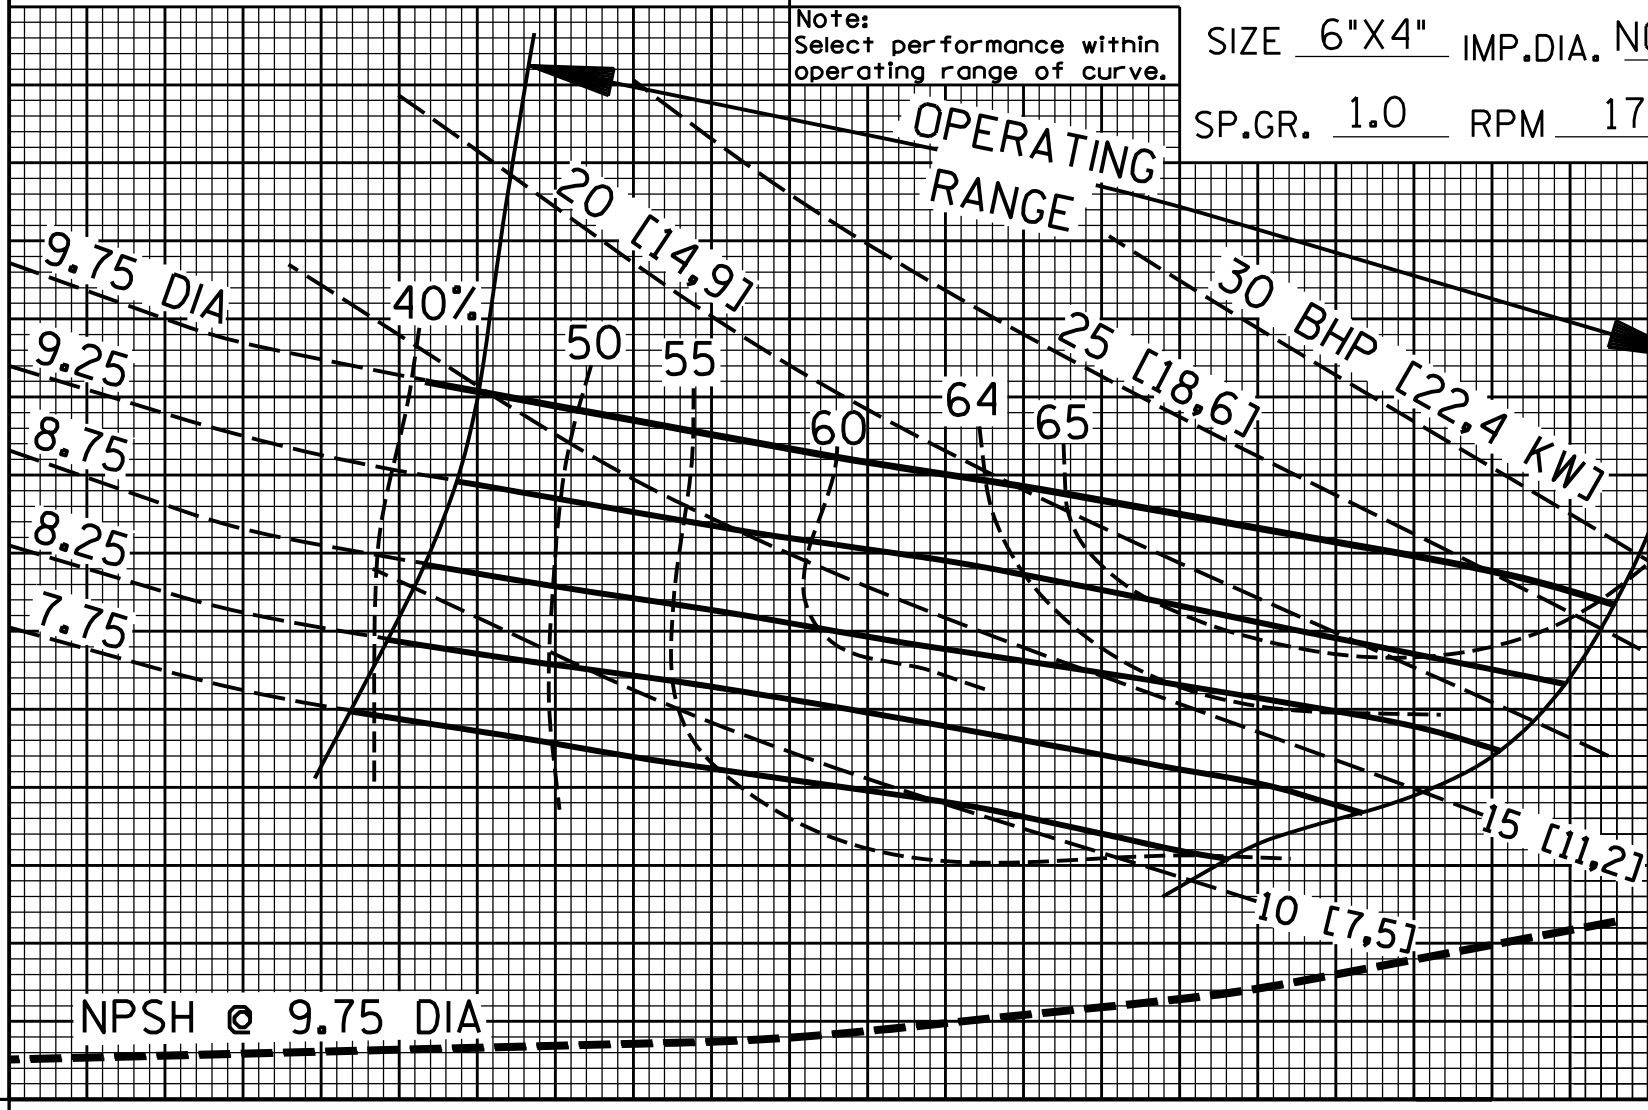 Note:
Select performance within
operating range of curve.
SIZE 6"X4" IMP.DIA.
SP.GR. 1.0 RPM 17
OPERATING
RANGE
20 [14,9]
9.75 DIA
40%
30 BHP [22,4 KW]
25 [18,6]
9.25
50
55
64
65
60
8.75
8.25
7.75
15 [11,2]
10 [7,5]
NPSH @ 9.75 DIA